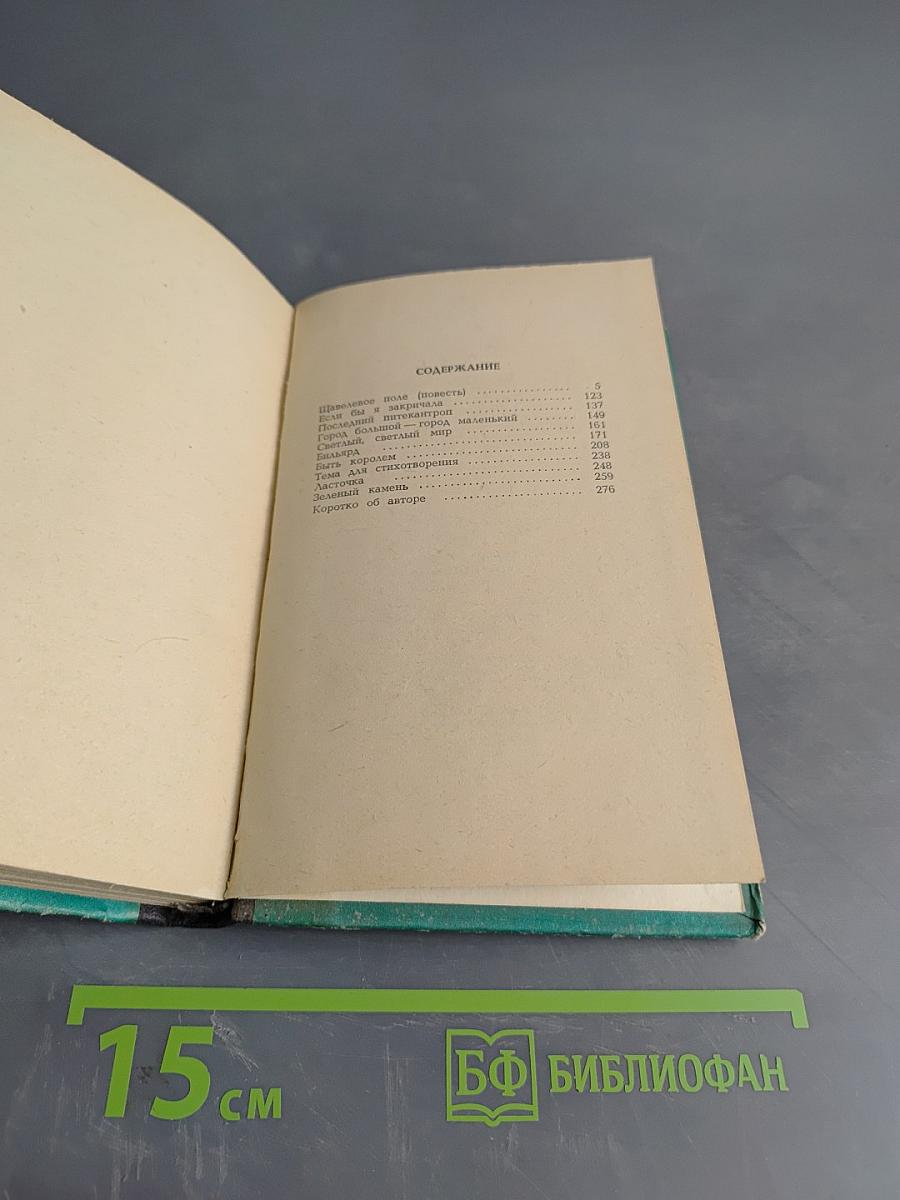 СОДЕРЖАНИЕ
Щавелевое поле (повесть) . . . . . . . . . . . . . . . . 5
Если бы я закричала . . . . . . . . . . . . . . . . 123
Последний питекантроп . . . . . . . . . . . . . . . . 137
Город большой — город маленький . . . . . . . . 149
Светлый, светлый мир . . . . . . . . . . . . . . . . 161
Бильярд . . . . . . . . . . . . . . . . 171
Быть королем . . . . . . . . . . . . . . . . 208
Тема для стихотворения . . . . . . . . . . . . . . . . 238
Ласточка . . . . . . . . . . . . . . . . 248
Зеленый камень . . . . . . . . . . . . . . . . 259
Коротко об авторе . . . . . . . . . . . . . . . . 276
15 см
БФ БИБЛИОФАН